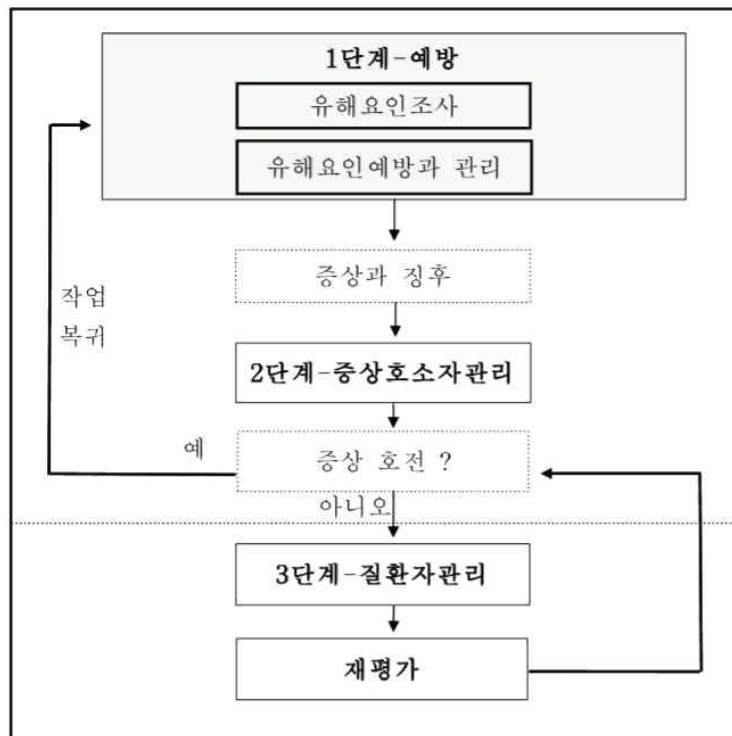 1단계-예방
유해요인조사
유해요인예방과 관리
증상과 징후
작업
복귀
2단계-증상호소자관리
예
증상 호전 ?
아니오
3단계-질환자관리
재평가